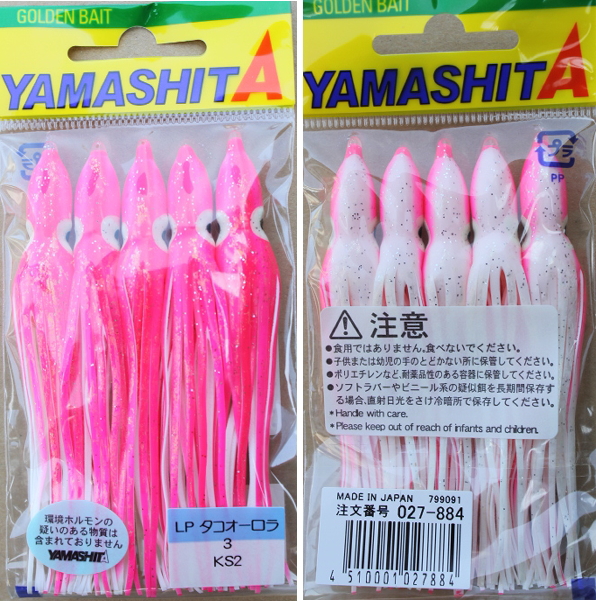 GOLDEN BAIT
YAMASHITA
プラ
環境ホルモンの
疑いのある物質は
含まれておりません
YAMASHITA
LP タコオーロラ
3
KS2
GOLDEN BAIT
YAMASHITA
プラ
PP
注意
●食用ではありません。食べないでください。
●子供または幼児の手のとどかない所に保管してください。
●ポリエチレンなど、耐薬品性のある容器に保管してください。
●ソフトラバーやビニール系の疑似餌を長期間保存す
る場合、直射日光をさけ冷暗所で保存してください。
*Handle with care.
*Please keep out of reach of infants and children.
MADE IN JAPAN 799091
注文番号 027-884
4 510001 027884